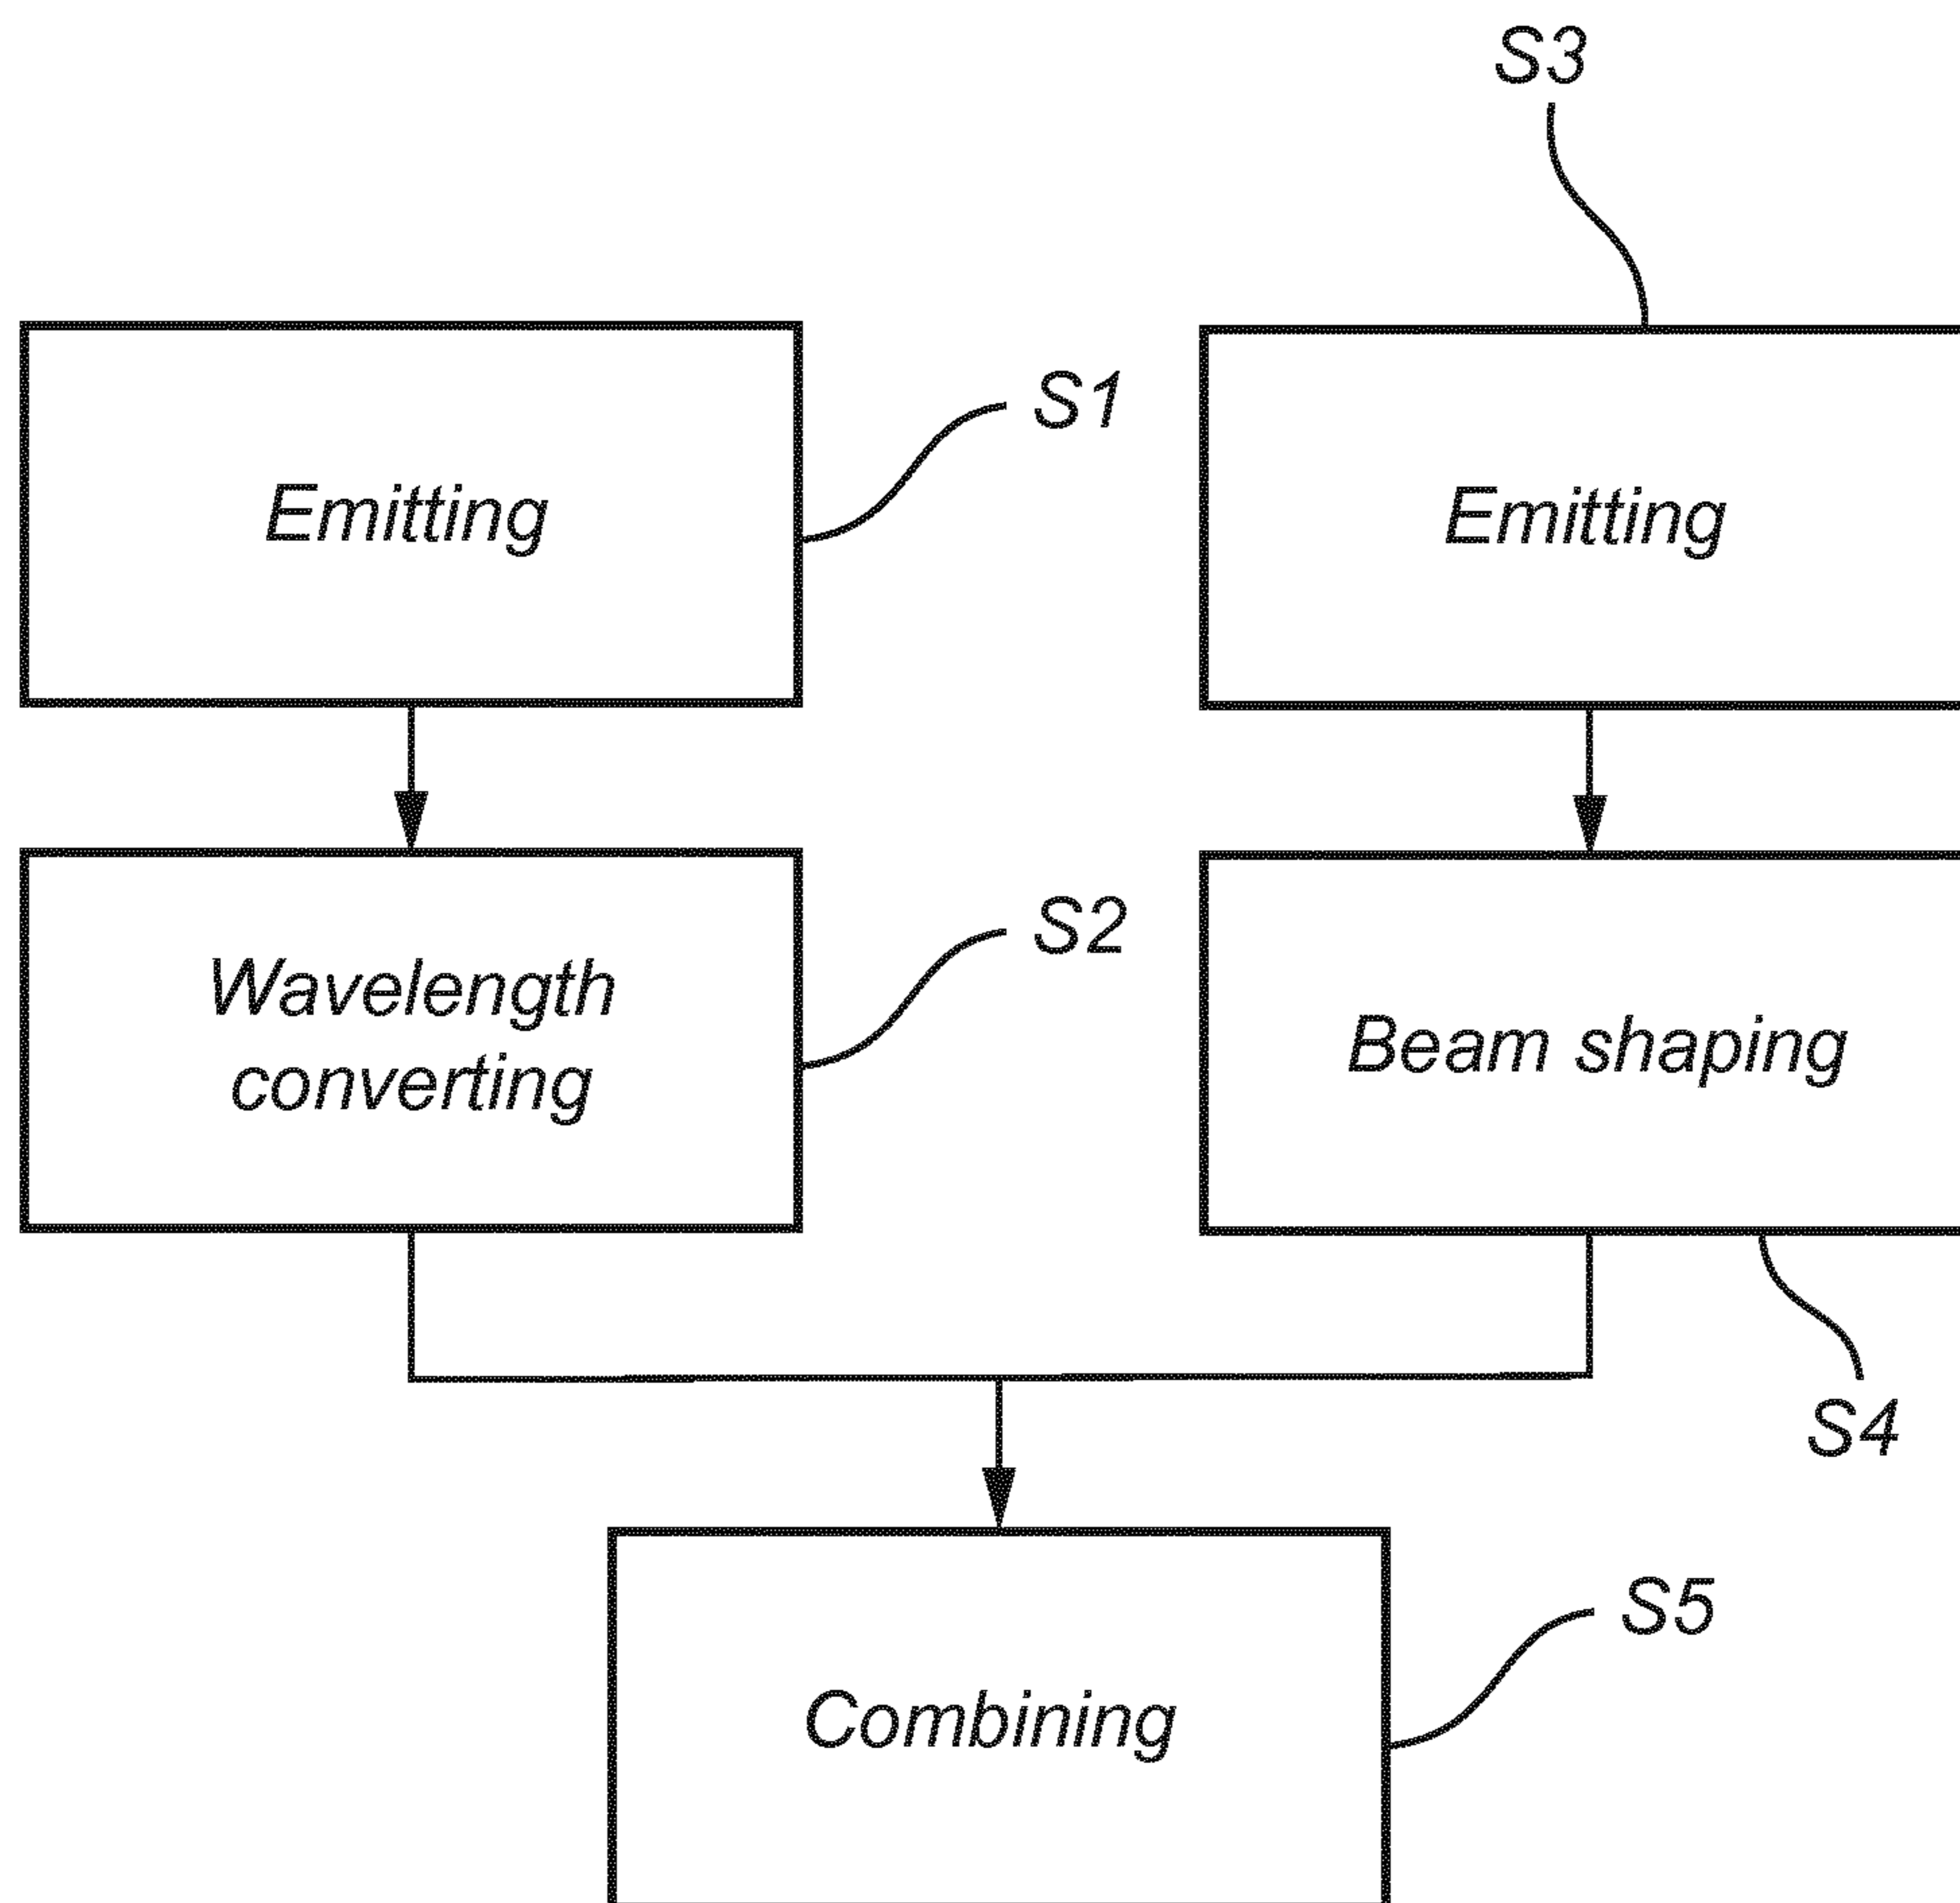 S3
Emitting
S1
Emitting
Wavelength
converting
S2
Beam shaping
S4
Combining
S5